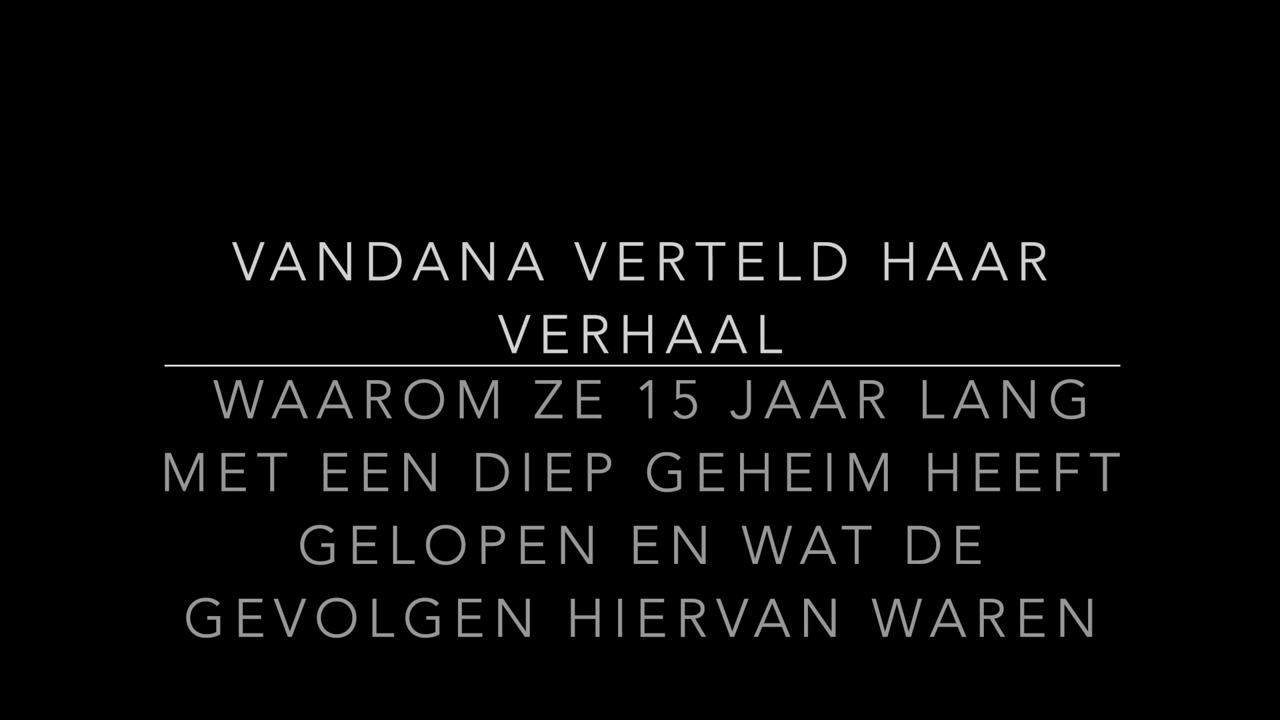 VANDANA VERTELD HAAR
VERHAAL
WAAROM ZE 15 JAAR LANG
MET EEN DIEP GEHEIM HEEFT
GELOPEN EN WAT DE
GEVOLGEN HIERVAN WAREN